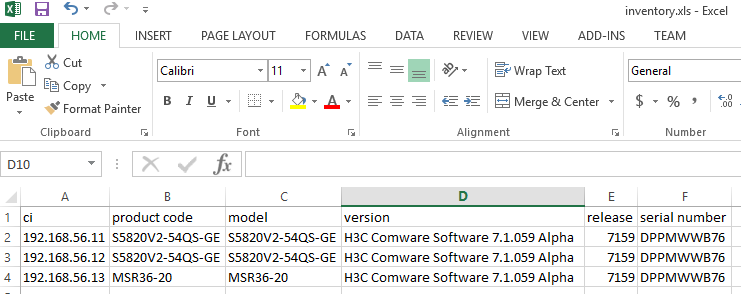 inventory.xls - Excel
FILE HOME INSERT PAGE LAYOUT FORMULAS DATA REVIEW VIEW ADD-INS TEAM
Paste
Cut
Copy
Format Painter
Clipboard
Calibri 11 A A
B I U A
Font
Wrap Text
Merge & Center
Alignment
General
$ % , .00
Number
D10 fx
A B C D E F
1 ci product code model version release serial number
2 192.168.56.11 S5820V2-54QS-GE S5820V2-54QS-GE H3C Comware Software 7.1.059 Alpha 7159 DPPMWWB76
3 192.168.56.12 S5820V2-54QS-GE S5820V2-54QS-GE H3C Comware Software 7.1.059 Alpha 7159 DPPMWWB76
4 192.168.56.13 MSR36-20 MSR36-20 H3C Comware Software 7.1.059 Alpha 7159 DPPMWWB76